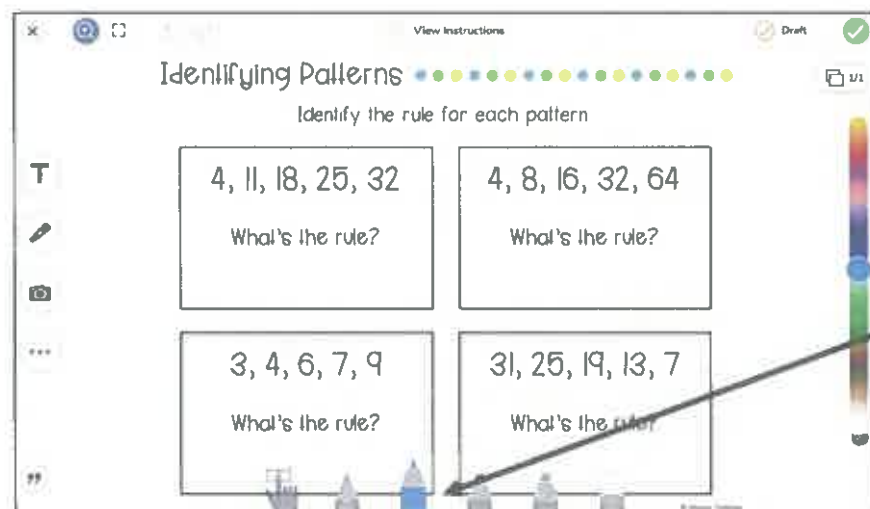 View Instructions
Draft
Identifying Patterns
1/1
Identify the rule for each pattern
T
4, 11, 18, 25, 32
What's the rule?
4, 8, 16, 32, 64
What's the rule?
3, 4, 6, 7, 9
What's the rule?
31, 25, 19, 13, 7
What's the rule?